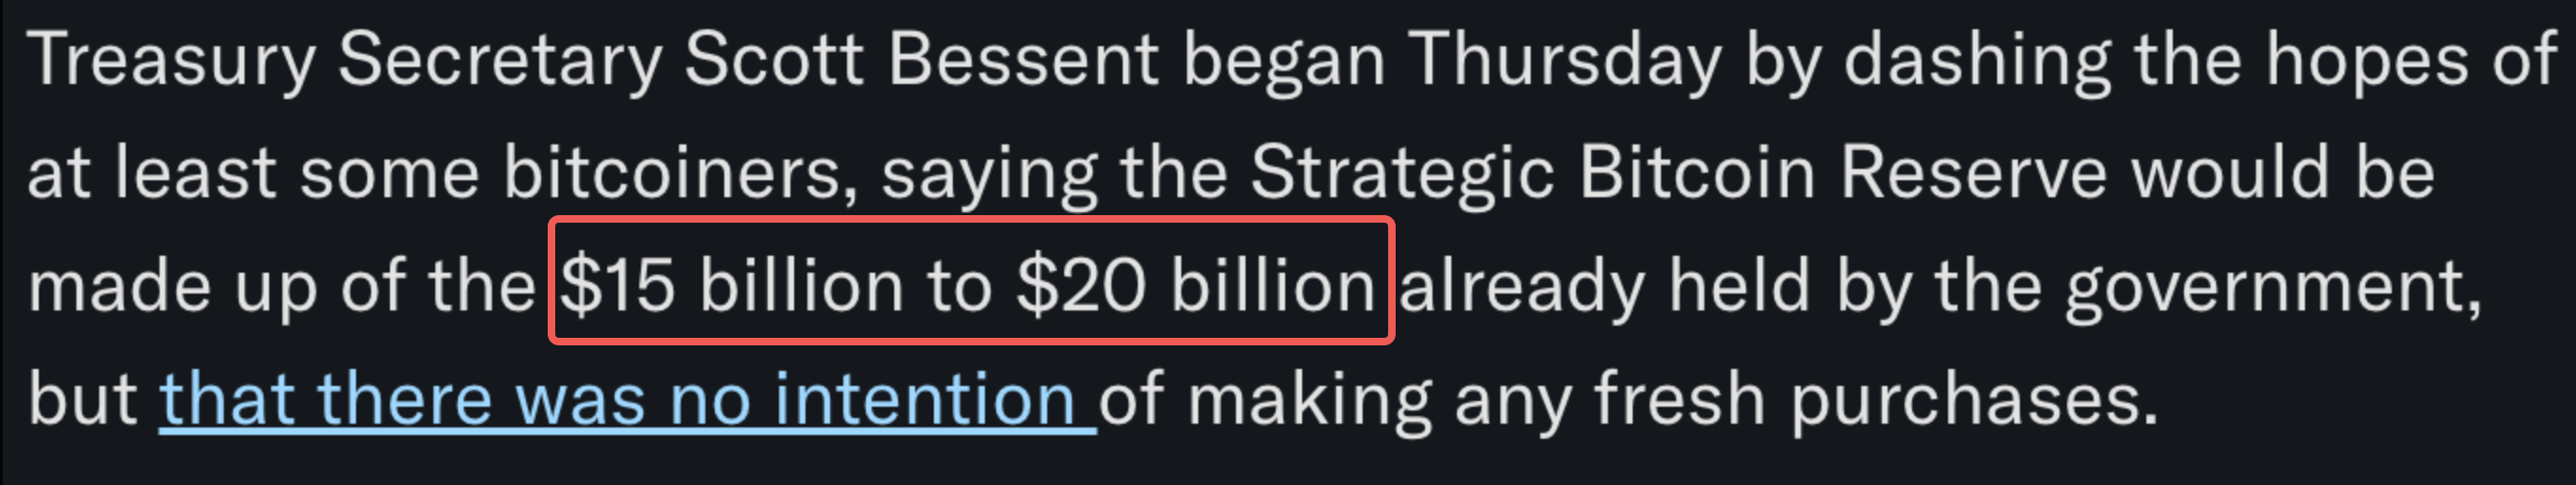 Treasury Secretary Scott Bessent began Thursday by dashing the hopes of
at least some bitcoiners, saying the Strategic Bitcoin Reserve would be
made up of the $15 billion to $20 billion already held by the government,
but that there was no intention of making any fresh purchases.